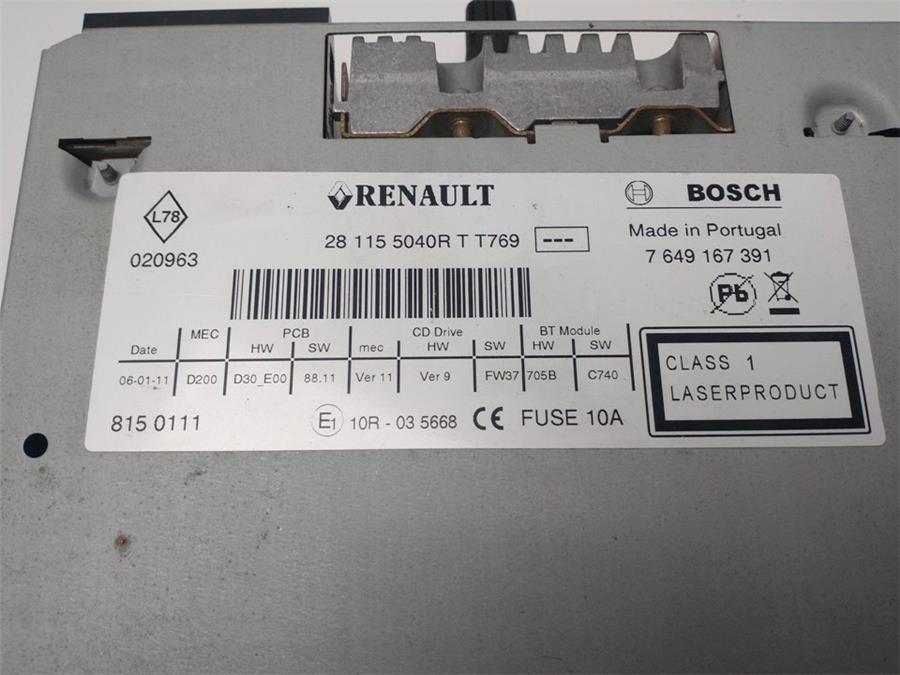 L78
020963
RENAULT
28 115 5040R T T769 ---
BOSCH
Made in Portugal
7 649 167 391
Pb
Date MEC PCB CD Drive BT Module
HW SW mec HW SW HW SW
06-01-11 D200 D30_E00 88.11 Ver 11 Ver 9 FW37 705B C740
815 0111
E1 10R - 03 5668 CE FUSE 10A
CLASS 1
LASERPRODUCT